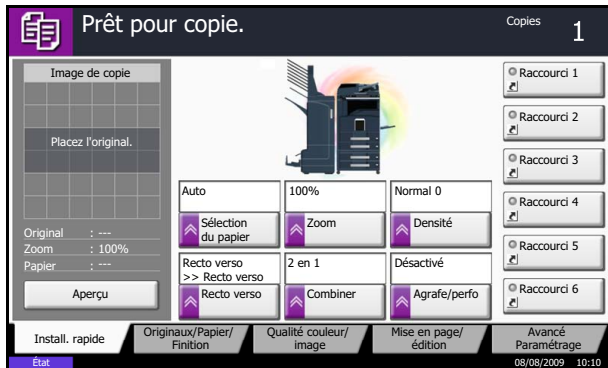 Prêt pour copie.
Copies
1
Image de copie
Placez l'original.
Original : ---
Zoom : 100%
Papier : ---
Aperçu
Auto
Sélection
du papier
100%
Zoom
Normal 0
Densité
Recto verso
>> Recto verso
Recto verso
2 en 1
Combiner
Désactivé
Agrafe/perfo
Raccourci 1
Raccourci 2
Raccourci 3
Raccourci 4
Raccourci 5
Raccourci 6
Install. rapide
Originaux/Papier/
Finition
Qualité couleur/
image
Mise en page/
édition
Avancé
Paramétrage
État
08/08/2009 10:10